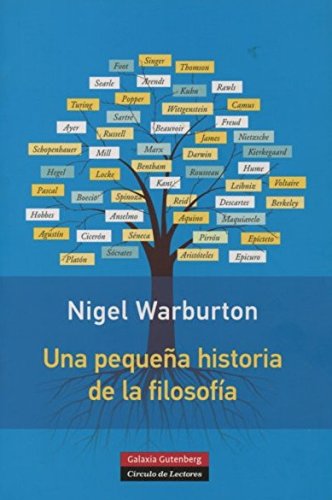 Singer
Foot
Thomson
Searle
Arendt
Kuhn
Rawls
Turing
Popper
Wittgenstein
Camus
Sartre
Freud
Ayer
Beauvoir
James
Nietzsche
Russell
Schopenhauer
Mill
Marx
Darwin
Kierkegaard
Bentham
Hegel
Locke
Rousseau
Hume
Kant
Leibniz
Voltaire
Pascal
Boecio
Spinoza
Reid
Descartes
Berkeley
Hobbes
Anselmo
Aquino
Maquiavelo
Agustín
Cicerón
Séneca
Pirrón
Epicteto
Platón
Sócrates
Aristóteles
Epicuro
Nigel Warburton
Una pequeña historia
de la filosofía
Galaxia Gutenberg
Círculo de Lectores